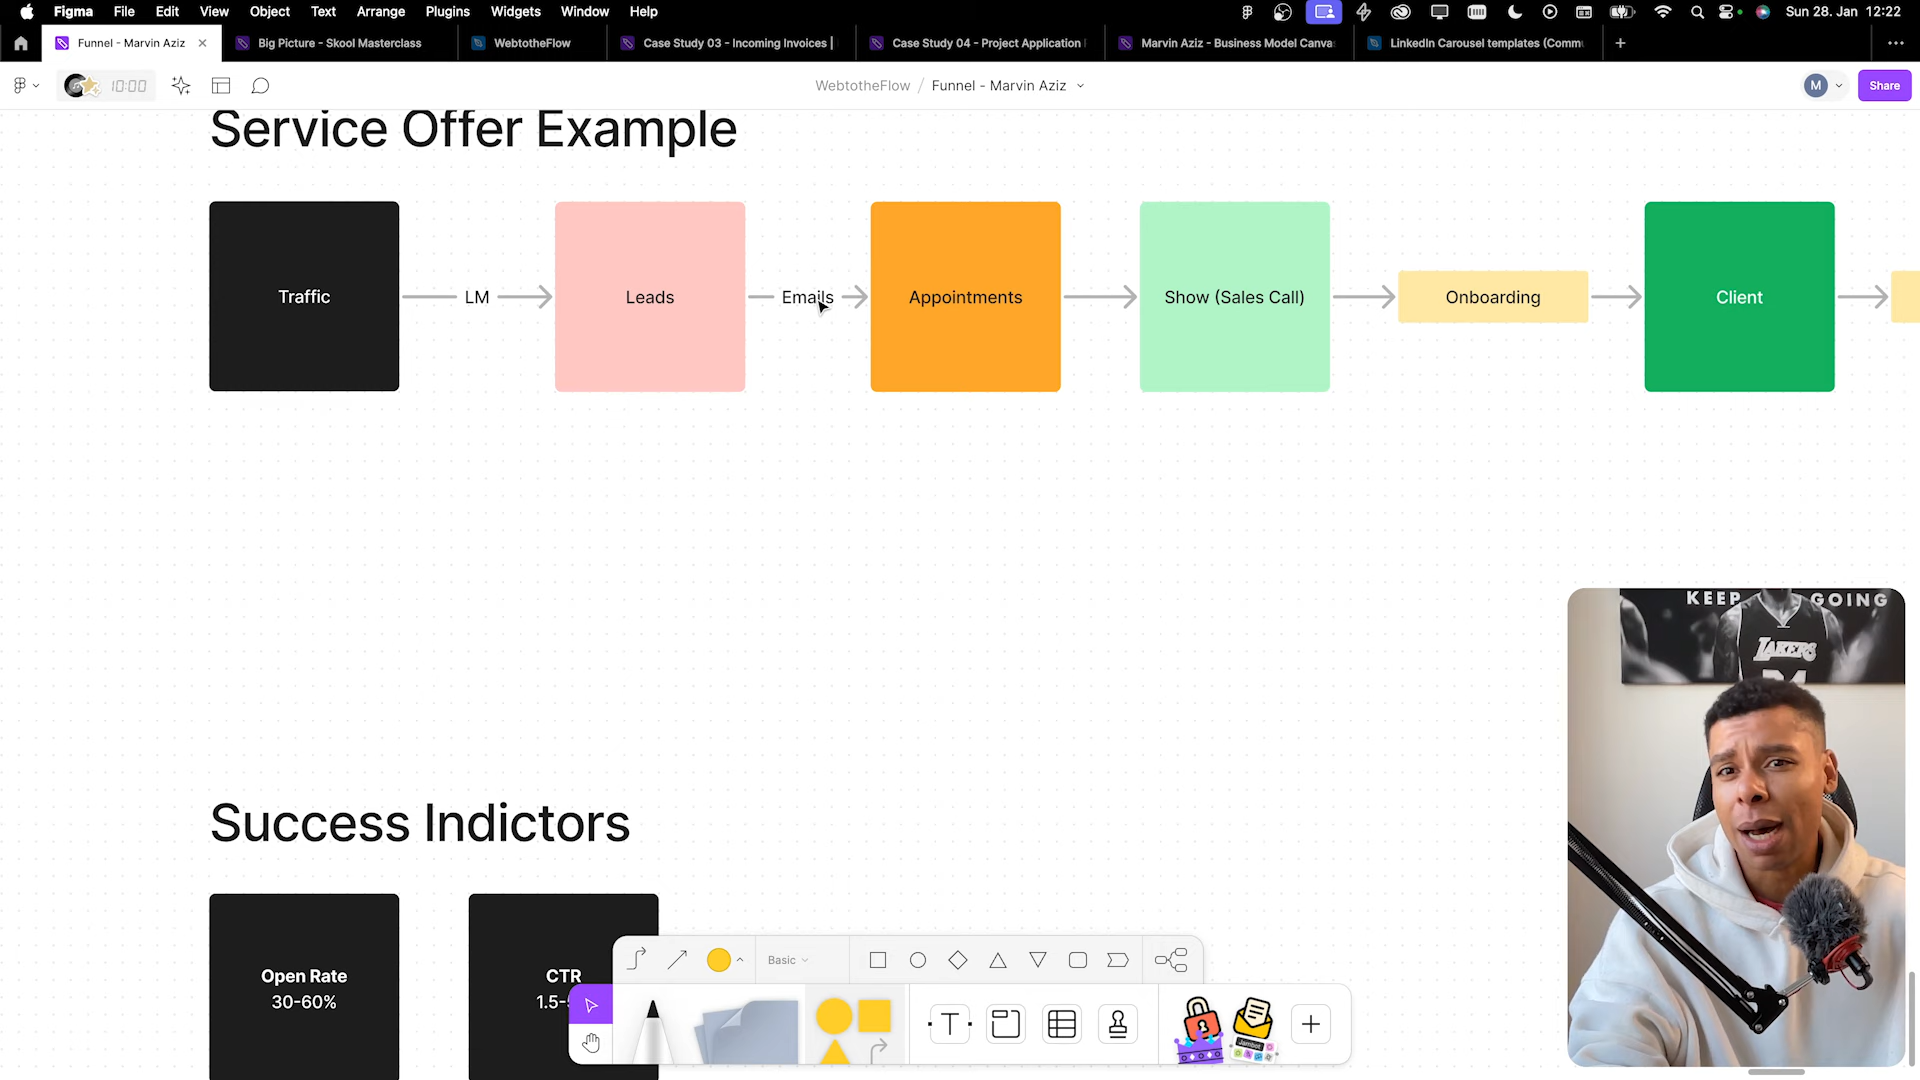 Figma File Edit View Object Text Arrange Plugins Widgets Window Help Sun 28. Jan 12:22
Funnel - Marvin Aziz Big Picture - Skool Masterclass WebtotheFlow Case Study 03 - Incoming Invoices | Case Study 04 - Project Application Marvin Aziz - Business Model Canva LinkedIn Carousel templates (Comm
10:00 WebtotheFlow / Funnel - Marvin Aziz M Share
Service Offer Example
Traffic LM Leads Emails Appointments Show (Sales Call) Onboarding Client
KEEP GOING
LAKERS
Success Indictors
Open Rate
30-60%
CTR
1.5-
Basic
T
Jambot